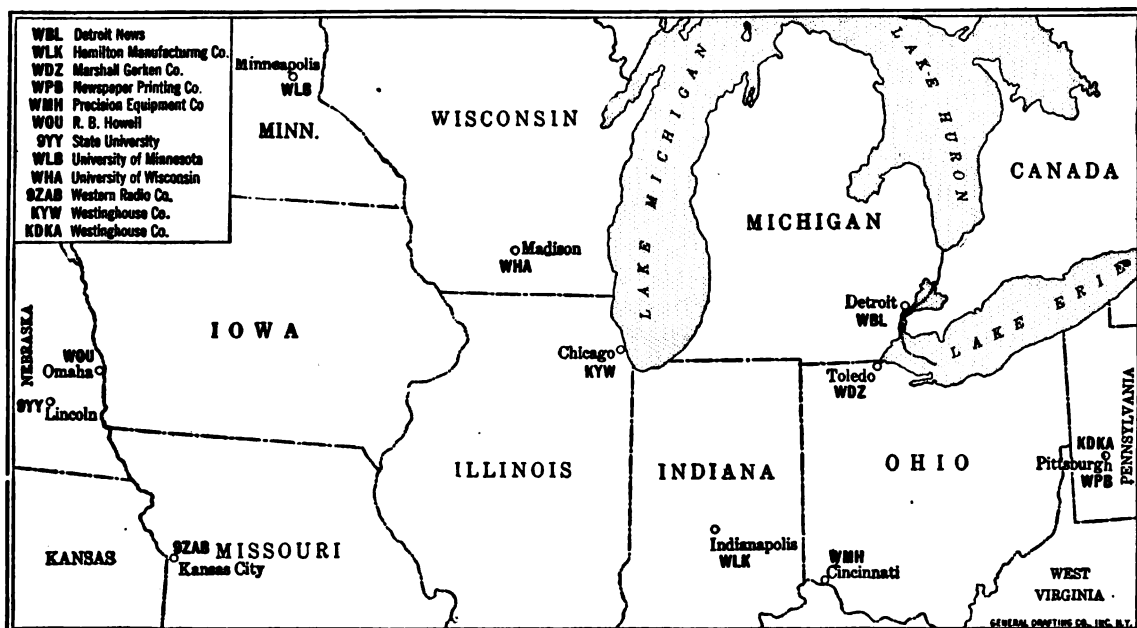 WBL Detroit News
WLK Hamilton Manufacturing Co.
WDZ Marshall Gerken Co.
WPB Newspaper Printing Co.
WMH Precision Equipment Co
WOU R. B. Howell
9YY State University
WLB University of Minnesota
WHA University of Wisconsin
9ZAB Western Radio Co.
KYW Westinghouse Co.
KDKA Westinghouse Co.
Minneapolis
WLB
MINN.
WISCONSIN
LAKE MICHIGAN
LAKE HURON
CANADA
MICHIGAN
Madison
WHA
Detroit
WBL
LAKE ERIE
NEBRASKA
IOWA
WOU
Omaha
9YY
Lincoln
Chicago
KYW
Toledo
WDZ
PENNSYLVANIA
ILLINOIS
INDIANA
OHIO
KDKA
Pittsburgh
WPB
KANSAS
9ZAB
MISSOURI
Kansas City
Indianapolis
WLK
WMH
Cincinnati
WEST
VIRGINIA
GENERAL DRAFTING CO., INC. N.Y.